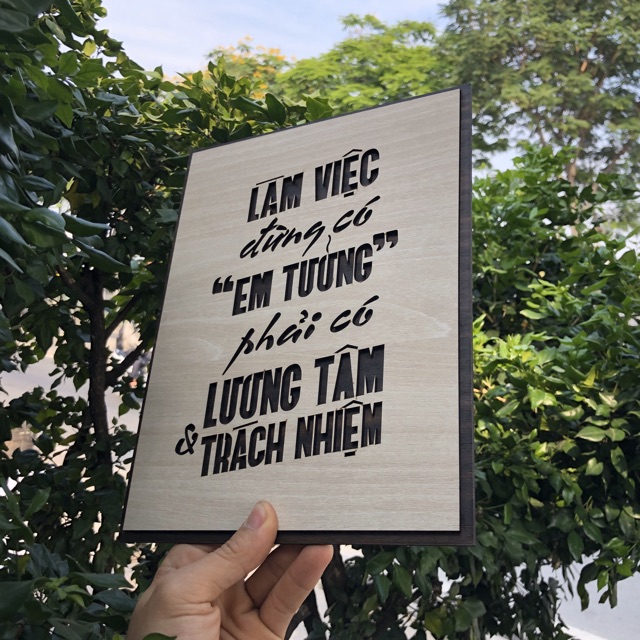 LÀM VIỆC
đừng có
“EM TƯỞNG”
phải có
LƯƠNG TÂM
& TRÁCH NHIỆM